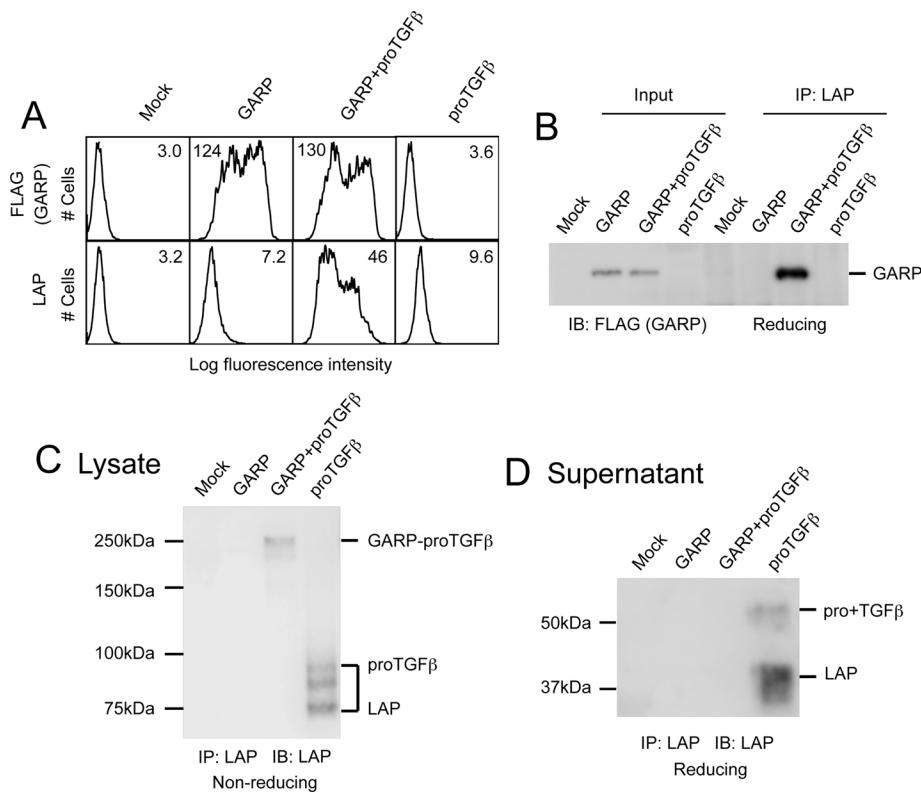 A
Mock
GARP
GARP+proTGFβ
proTGFβ
FLAG
(GARP)
# Cells
3.0
124
130
3.6
LAP
# Cells
3.2
7.2
46
9.6
Log fluorescence intensity
B
Input
IP: LAP
Mock
GARP
GARP+proTGFβ
proTGFβ
Mock
GARP
GARP+proTGFβ
proTGFβ
GARP
IB: FLAG (GARP)
Reducing
C Lysate
Mock
GARP
GARP+proTGFβ
proTGFβ
250kDa
GARP-proTGFβ
150kDa
100kDa
proTGFβ
75kDa
LAP
IP: LAP IB: LAP
Non-reducing
D Supernatant
Mock
GARP
GARP+proTGFβ
proTGFβ
50kDa
pro+TGFβ
37kDa
LAP
IP: LAP IB: LAP
Reducing